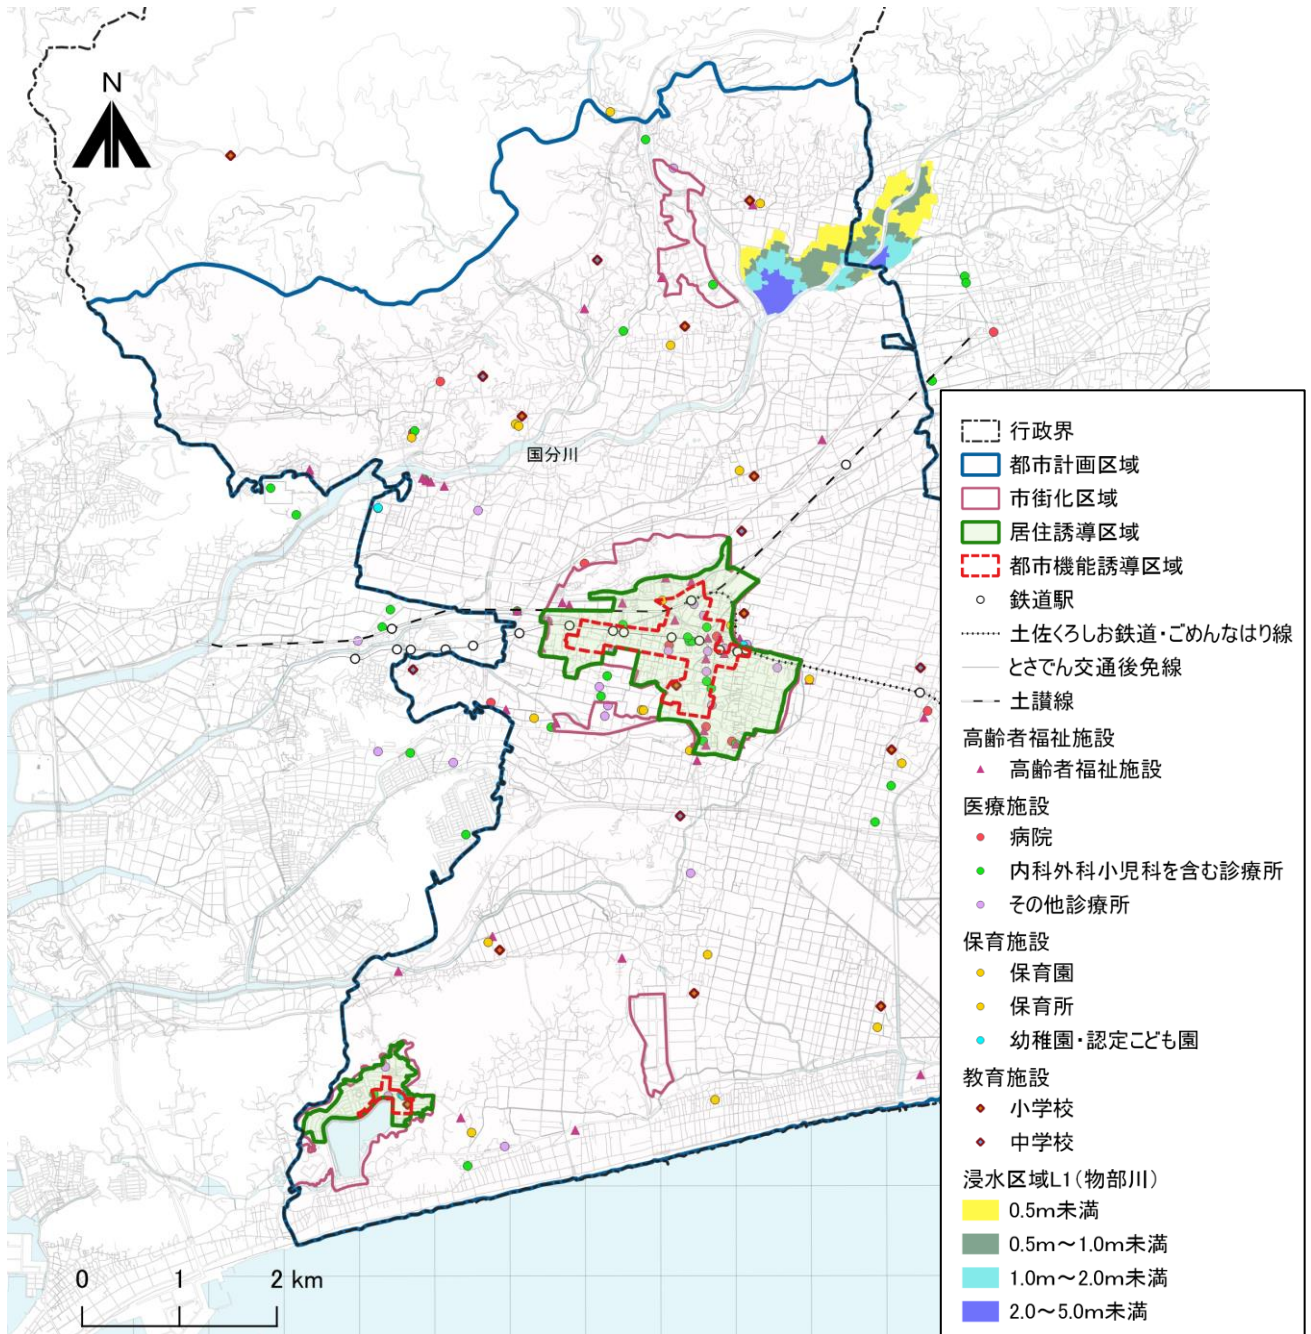 N
国分川
行政界
都市計画区域
市街化区域
居住誘導区域
都市機能誘導区域
鉄道駅
土佐くろしお鉄道・ごめんなはり線
とさでん交通後免線
土讃線
高齢者福祉施設
高齢者福祉施設
医療施設
病院
内科外科小児科を含む診療所
その他診療所
保育施設
保育園
保育所
幼稚園・認定こども園
教育施設
小学校
中学校
浸水区域L1(物部川)
0.5m未満
0.5m～1.0m未満
1.0m～2.0m未満
2.0～5.0m未満
0 1 2 km